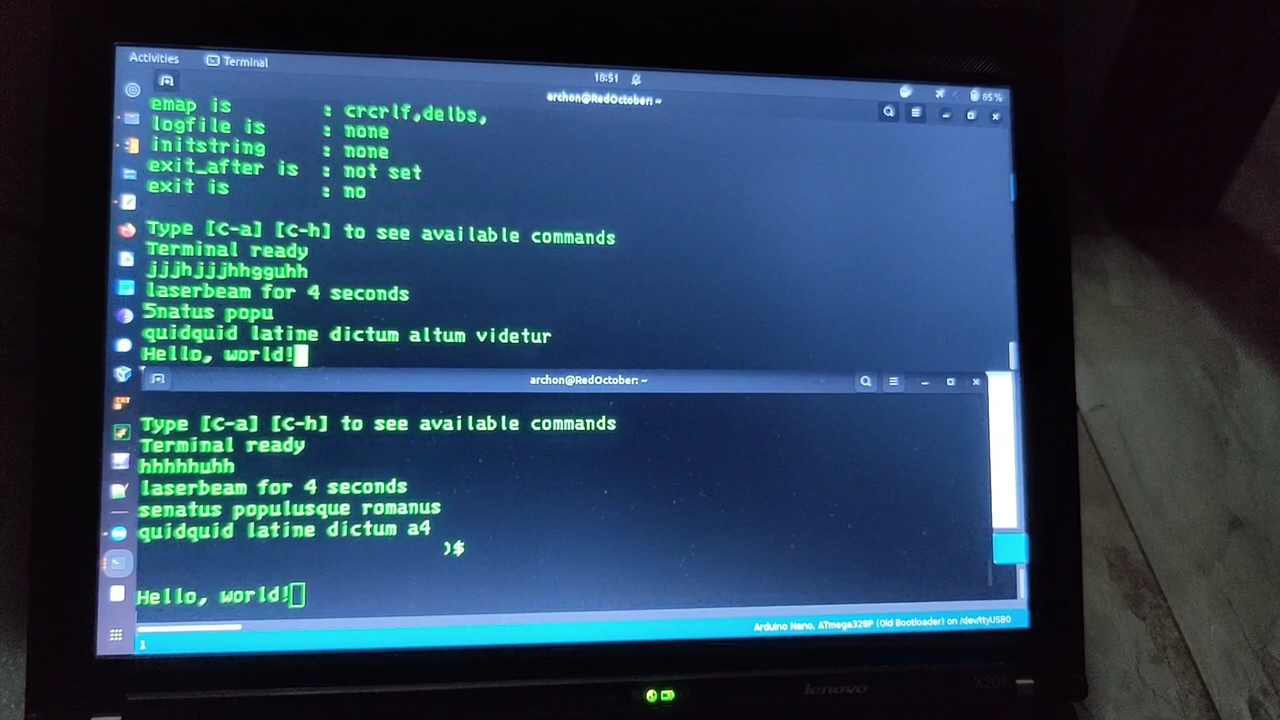 Activities Terminal
18:51
85%
archon@RedOctober: ~
emap is : crcrlf,delbs,
logfile is : none
initstring : none
exit_after is : not set
exit is : no
Type [C-a] [C-h] to see available commands
Terminal ready
jjjhjjjhhgguhh
laserbeam for 4 seconds
5natus popu
quidquid latine dictum altum videtur
Hello, world!
archon@RedOctober: ~
Type [C-a] [C-h] to see available commands
Terminal ready
hhhhhuhh
laserbeam for 4 seconds
senatus populusque romanus
quidquid latine dictum a4
)$
Hello, world!
Arduino Nano, ATmega328P (Old Bootloader) on /dev/ttyUSB0
1
lenovo
X201